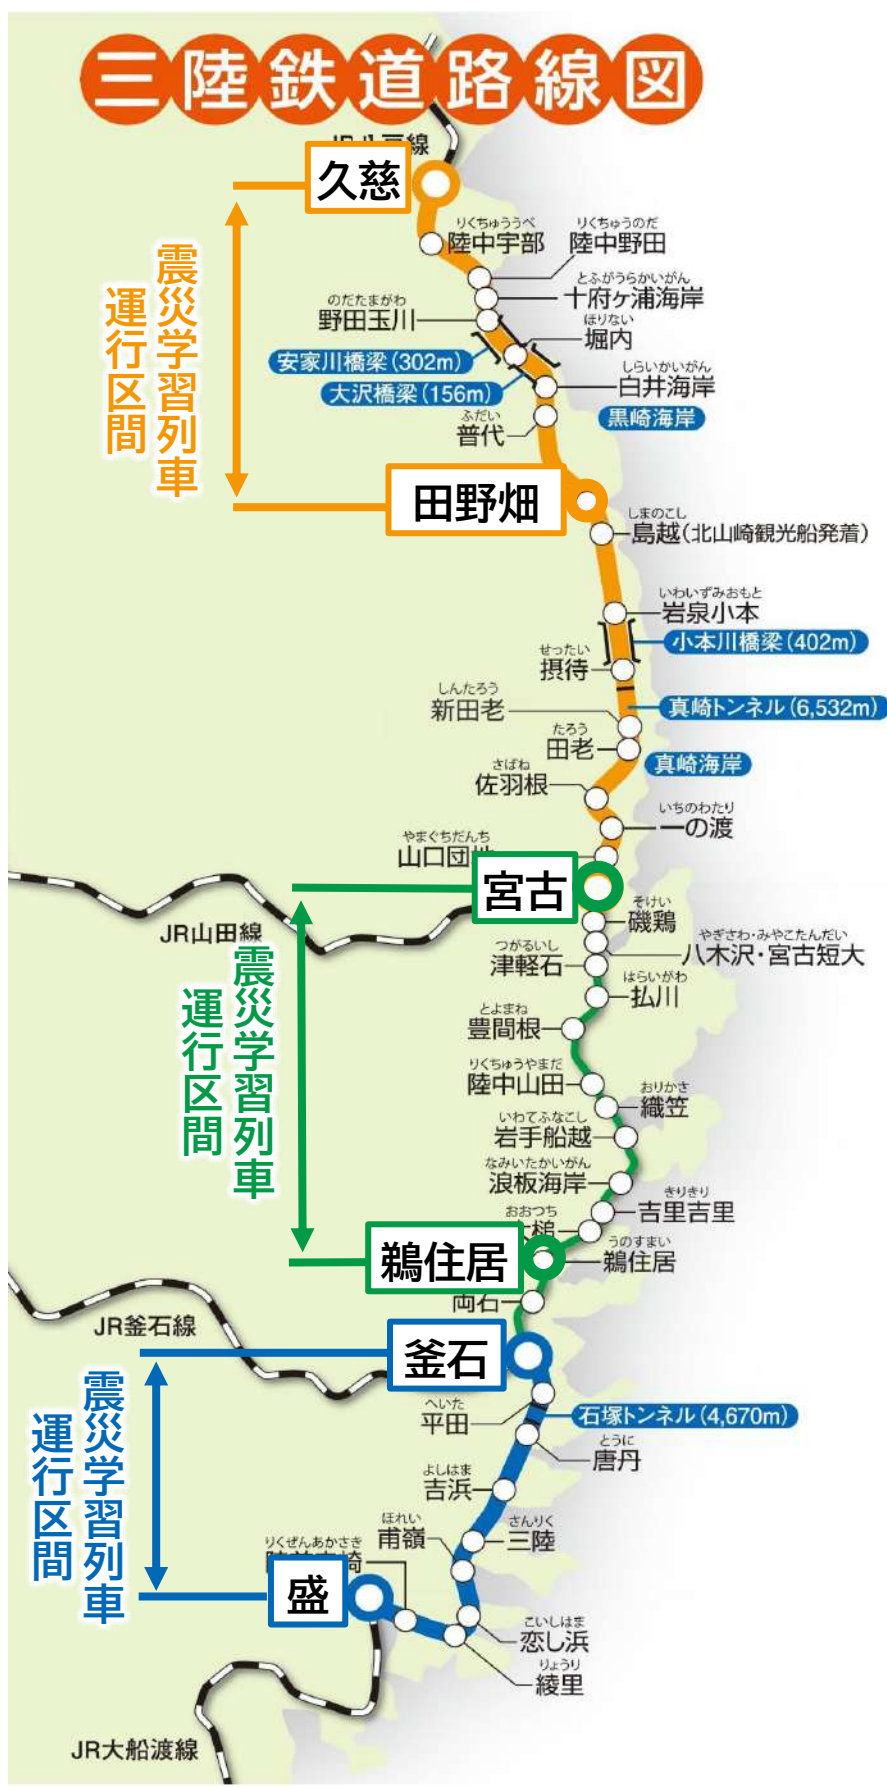 三陸鉄道路線図
線
久慈
りくちゅううべ
陸中宇部
りくちゅうのだ
陸中野田
とふがうらかいがん
十府ヶ浦海岸
のだたまがわ
野田玉川
ほりない
堀内
安家川橋梁(302m)
大沢橋梁(156m)
しらいかいがん
白井海岸
ふだい
普代
黒崎海岸
震災学習列車
運行区間
田野畑
しまのこし
島越(北山崎観光船発着)
いわいずみおもと
岩泉小本
小本川橋梁(402m)
せったい
摂待
しんたろう
新田老
真崎トンネル(6,532m)
たろう
田老
真崎海岸
さばね
佐羽根
いちのわたり
一の渡
やまぐちだんち
山口団地
宮古
JR山田線
そけい
磯鶏
やぎさわ・みやこたんだい
八木沢・宮古短大
つがるいし
津軽石
はらいがわ
払川
とよまね
豊間根
震災学習列車
運行区間
りくちゅうやまだ
陸中山田
おりかさ
織笠
いわてふなこし
岩手船越
なみいたかいがん
浪板海岸
きりきり
吉里吉里
おおつち
槌
うのすまい
鵜住居
鵜住居
両石
JR釜石線
釜石
へいた
平田
石塚トンネル(4,670m)
とうに
唐丹
よしはま
吉浜
震災学習列車
運行区間
さんりく
三陸
ほれい
甫嶺
りくぜんあかさき
崎
盛
こいしはま
恋し浜
りょうり
綾里
JR大船渡線